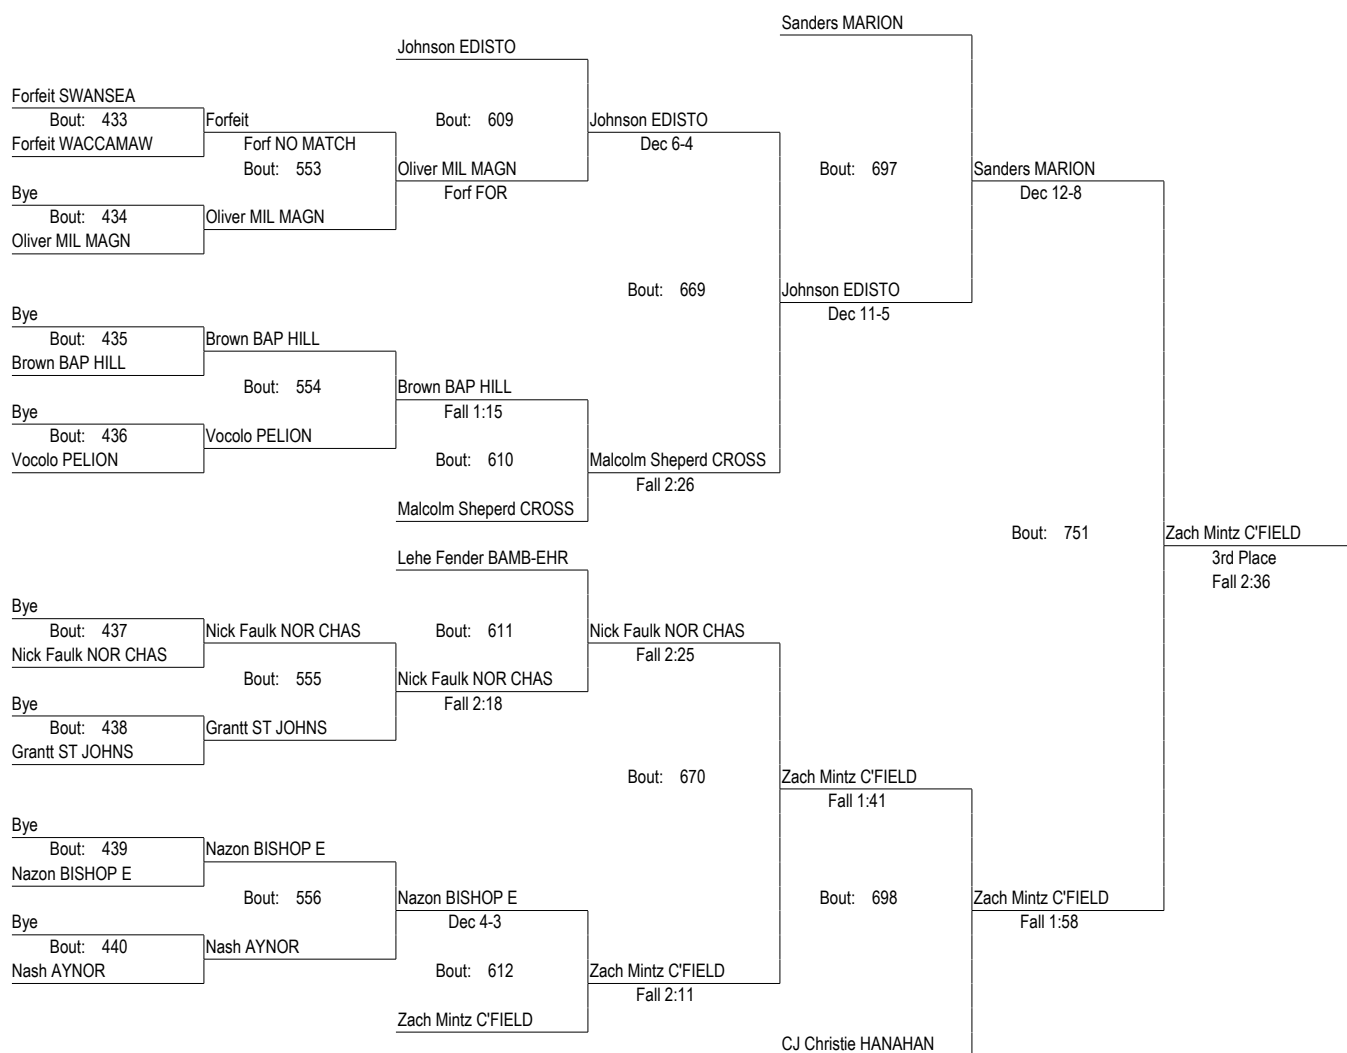 Sanders MARION
Johnson EDISTO
Forfeit SWANSEA
Bout: 433
Forfeit
Bout: 609
Johnson EDISTO
Forfeit WACCAMAW
Forf NO MATCH
Dec 6-4
Bout: 553
Oliver MIL MAGN
Bout: 697
Sanders MARION
Bye
Forf FOR
Dec 12-8
Bout: 434
Oliver MIL MAGN
Oliver MIL MAGN
Bout: 669
Johnson EDISTO
Bye
Dec 11-5
Bout: 435
Brown BAP HILL
Brown BAP HILL
Bout: 554
Brown BAP HILL
Bye
Fall 1:15
Bout: 436
Vocolo PELION
Vocolo PELION
Bout: 610
Malcolm Sheperd CROSS
Fall 2:26
Malcolm Sheperd CROSS
Bout: 751
Zach Mintz C'FIELD
Lehe Fender BAMB-EHR
3rd Place
Fall 2:36
Bye
Bout: 437
Nick Faulk NOR CHAS
Bout: 611
Nick Faulk NOR CHAS
Nick Faulk NOR CHAS
Fall 2:25
Bout: 555
Nick Faulk NOR CHAS
Bye
Fall 2:18
Bout: 438
Grantt ST JOHNS
Grantt ST JOHNS
Bout: 670
Zach Mintz C'FIELD
Fall 1:41
Bye
Bout: 439
Nazon BISHOP E
Nazon BISHOP E
Bout: 556
Nazon BISHOP E
Bout: 698
Zach Mintz C'FIELD
Bye
Dec 4-3
Fall 1:58
Bout: 440
Nash AYNOR
Nash AYNOR
Bout: 612
Zach Mintz C'FIELD
Fall 2:11
Zach Mintz C'FIELD
CJ Christie HANAHAN